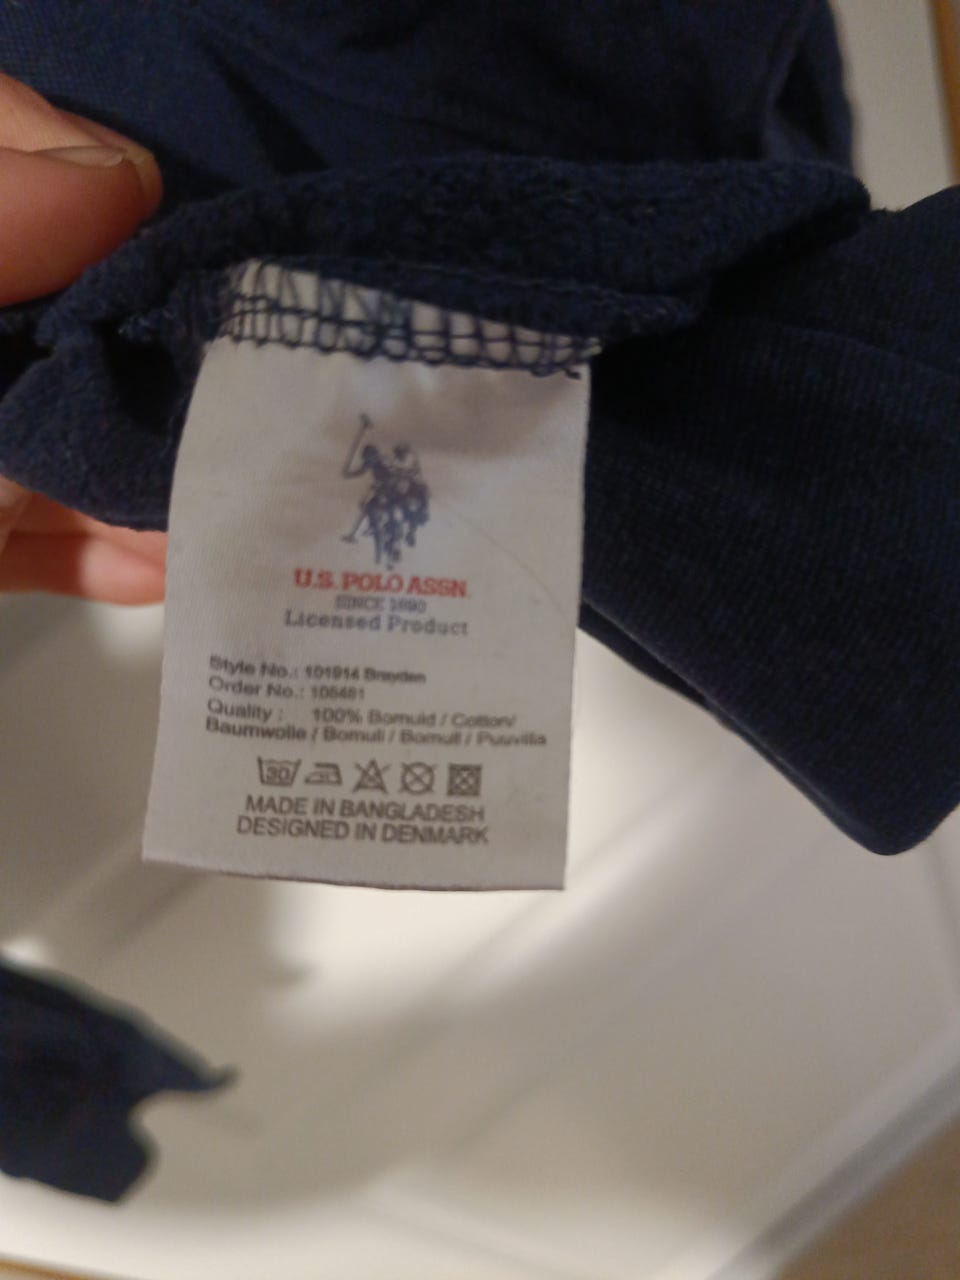 U.S. POLO ASSN.
SINCE 1890
Licensed Product
Style No.: 101914 Brayden
Order No.: 106481
Quality : 100% Bomuld / Cotton/
Baumwolle / Bomull / Bomull / Puuvilla
30
MADE IN BANGLADESH
DESIGNED IN DENMARK